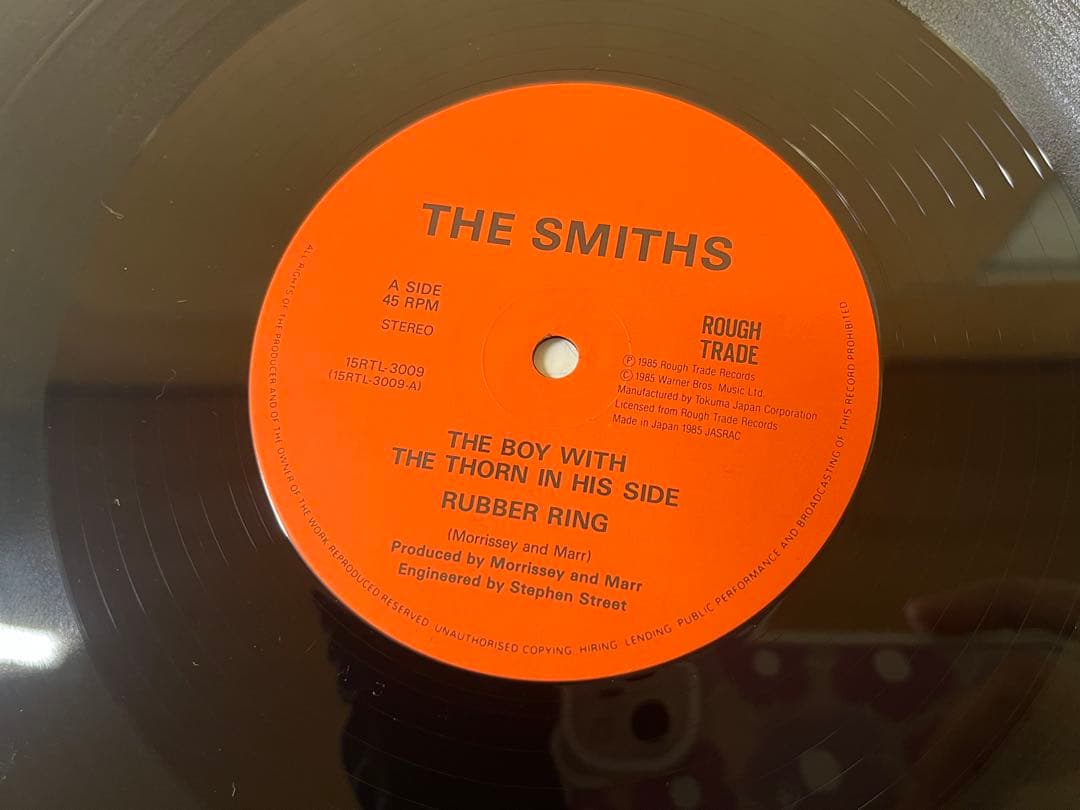 THE SMITHS
A SIDE
45 RPM
STEREO
15RTL-3009
(15RTL-3009-A)
ROUGH
TRADE
Ⓟ 1985 Rough Trade Records
© 1985 Warner Bros. Music Ltd.
Manufactured by Tokuma Japan Corporation
Licensed from Rough Trade Records
Made in Japan 1985 JASRAC
THE BOY WITH
THE THORN IN HIS SIDE
RUBBER RING
(Morrissey and Marr)
Produced by Morrissey and Marr
Engineered by Stephen Street
ALL RIGHTS OF THE PRODUCER AND OF THE OWNER OF THE WORK REPRODUCED RESERVED. UNAUTHORISED COPYING. HIRING. LENDING. PUBLIC PERFORMANCE AND BROADCASTING OF THIS RECORD PROHIBITED